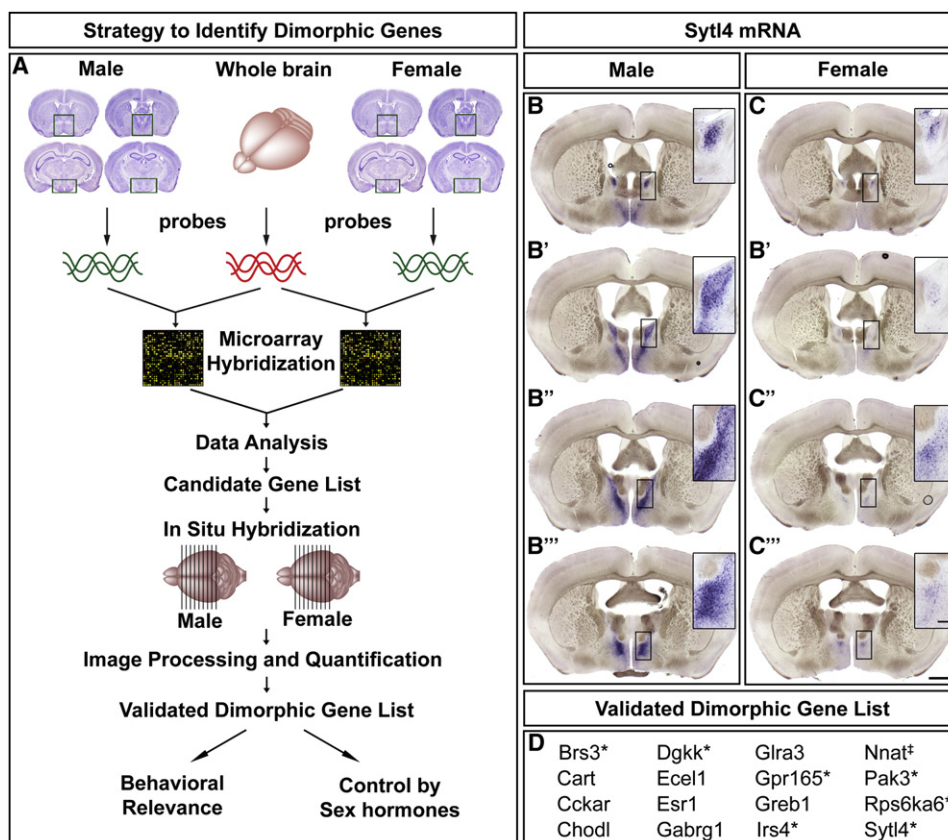 Strategy to Identify Dimorphic Genes
A
Male
Whole brain
Female
probes
probes
Microarray
Hybridization
Data Analysis
Candidate Gene List
In Situ Hybridization
Male
Female
Image Processing and Quantification
Validated Dimorphic Gene List
Behavioral
Relevance
Control by
Sex hormones
Sytl4 mRNA
Male
Female
B
C
B'
B'
B''
C''
B'''
C'''
Validated Dimorphic Gene List
D
Brs3*
Dgkk*
Glra3
Nnat‡
Cart
Ecel1
Gpr165*
Pak3*
Cckar
Esr1
Greb1
Rps6ka6*
Chodl
Gabrg1
Irs4*
Sytl4*